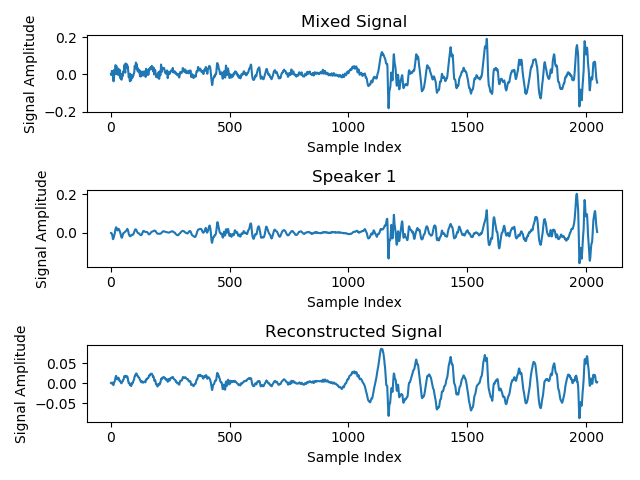 Mixed Signal
Signal Amplitude
0.2
0.0
−0.2
0 500 1000 1500 2000
Sample Index
Speaker 1
Signal Amplitude
0.2
0.0
0 500 1000 1500 2000
Sample Index
Reconstructed Signal
Signal Amplitude
0.05
0.00
−0.05
0 500 1000 1500 2000
Sample Index